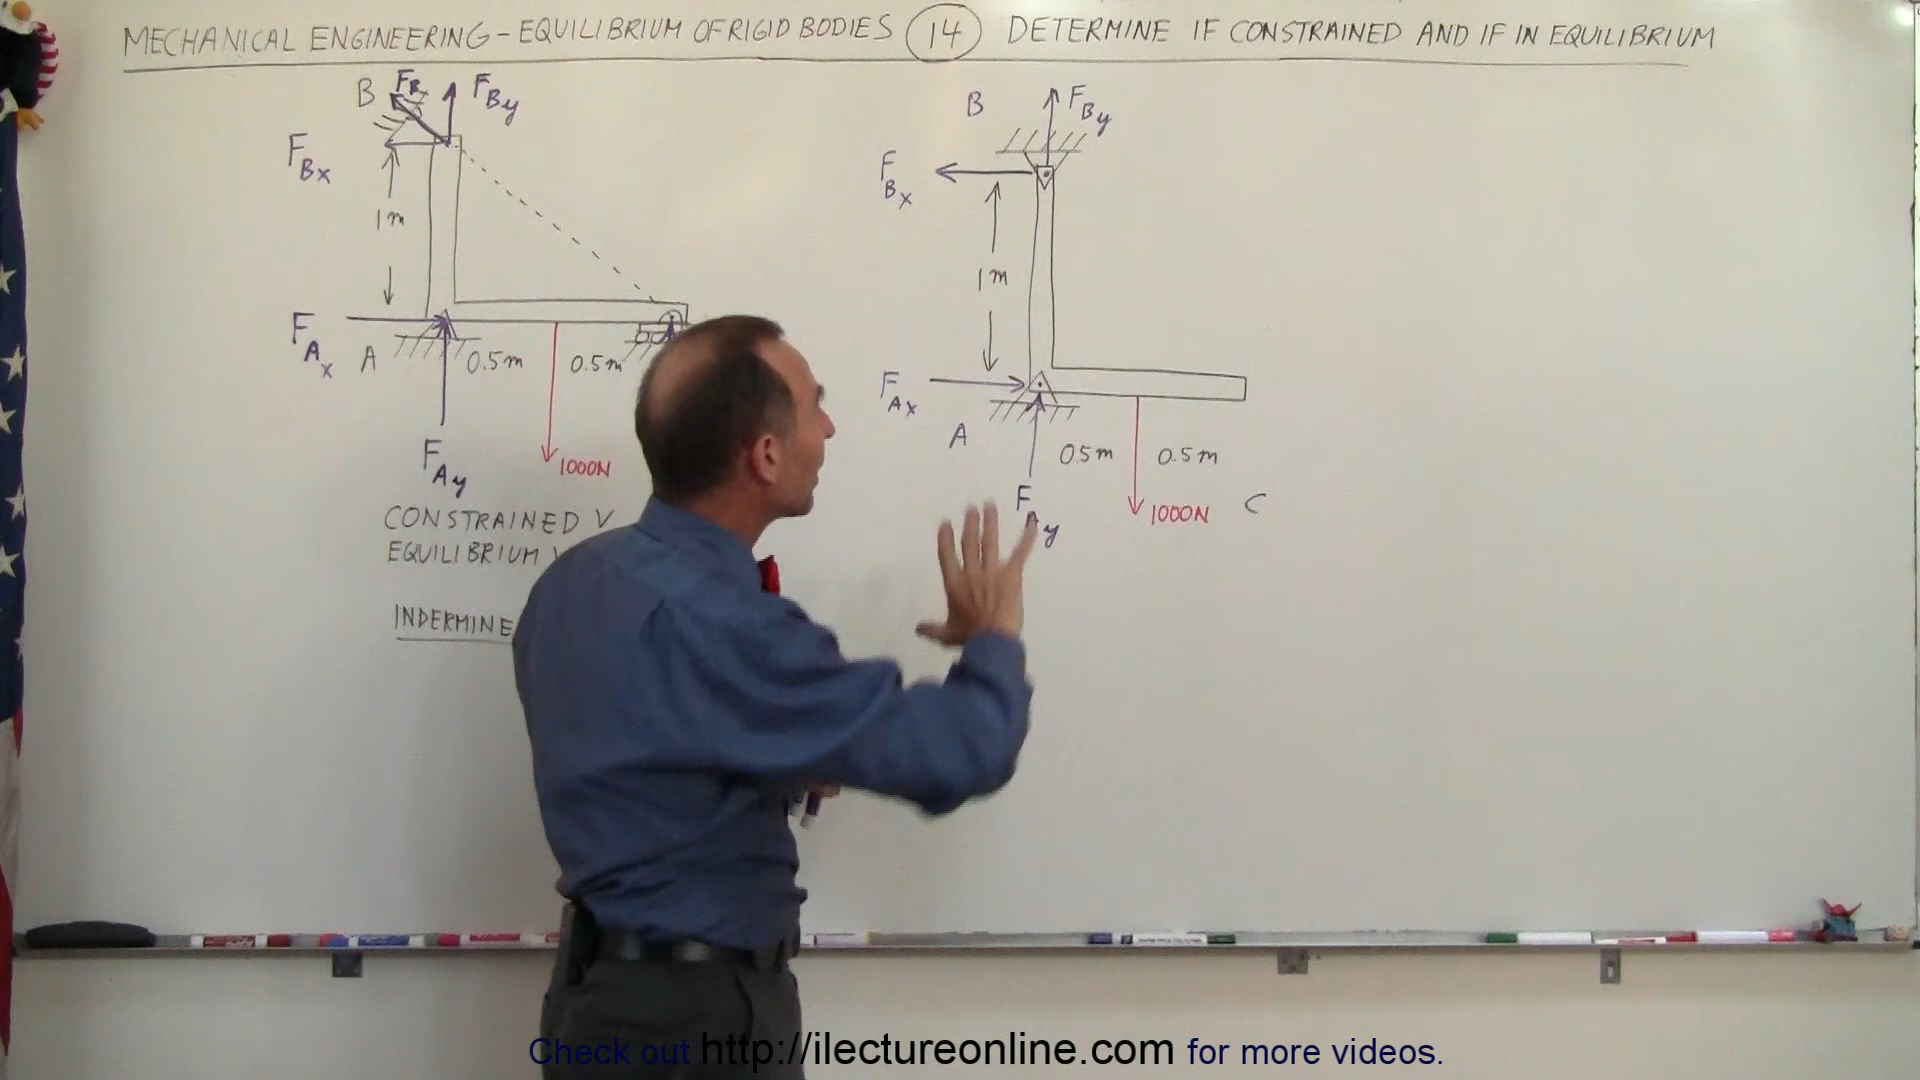 MECHANICAL ENGINEERING - EQUILIBRIUM OF RIGID BODIES 14 DETERMINE IF CONSTRAINED AND IF IN EQUILIBRIUM
B FB FBy
FBx
1m
FAx A 0.5m 0.5m
FAy
1000N
CONSTRAINED √
EQUILIBRIUM
INDERMINE
B FBy
FBx
1m
FAx
A 0.5m 0.5m
FAy 1000N C
Check out http://ilectureonline.com for more videos.